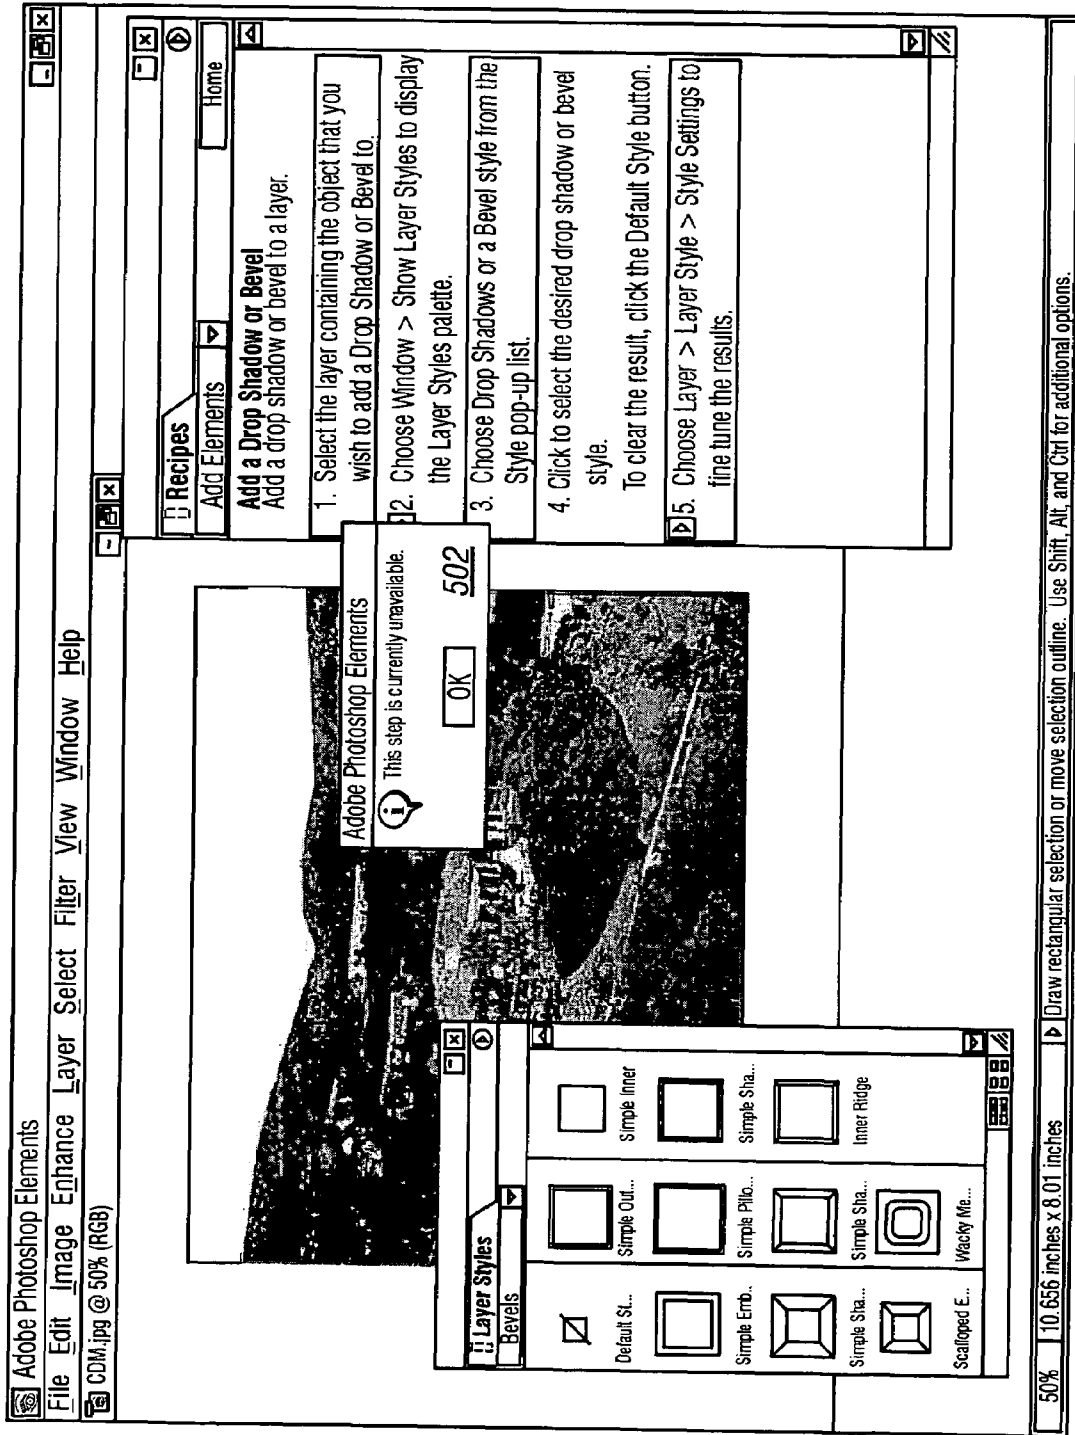 Adobe Photoshop Elements
File Edit Image Enhance Layer Select Filter View Window Help
CDM.jpg @ 50% (RGB)
Layer Styles
Bevels
Default St...
Simple Out...
Simple Inner
Simple Emb...
Simple Pillo...
Simple Sha...
Simple Sha...
Simple Sha...
Inner Ridge
Scalloped E...
Wacky Me...
Adobe Photoshop Elements
This step is currently unavailable.
OK
502
Recipes
Add Elements
Home
Add a Drop Shadow or Bevel
Add a drop shadow or bevel to a layer.
1. Select the layer containing the object that you
wish to add a Drop Shadow or Bevel to.
2. Choose Window > Show Layer Styles to display
the Layer Styles palette.
3. Choose Drop Shadows or a Bevel style from the
Style pop-up list.
4. Click to select the desired drop shadow or bevel
style.
To clear the result, click the Default Style button.
5. Choose Layer > Layer Style > Style Settings to
fine tune the results.
50%
10.656 inches x 8.01 inches
Draw rectangular selection or move selection outline. Use Shift, Alt, and Ctrl for additional options.